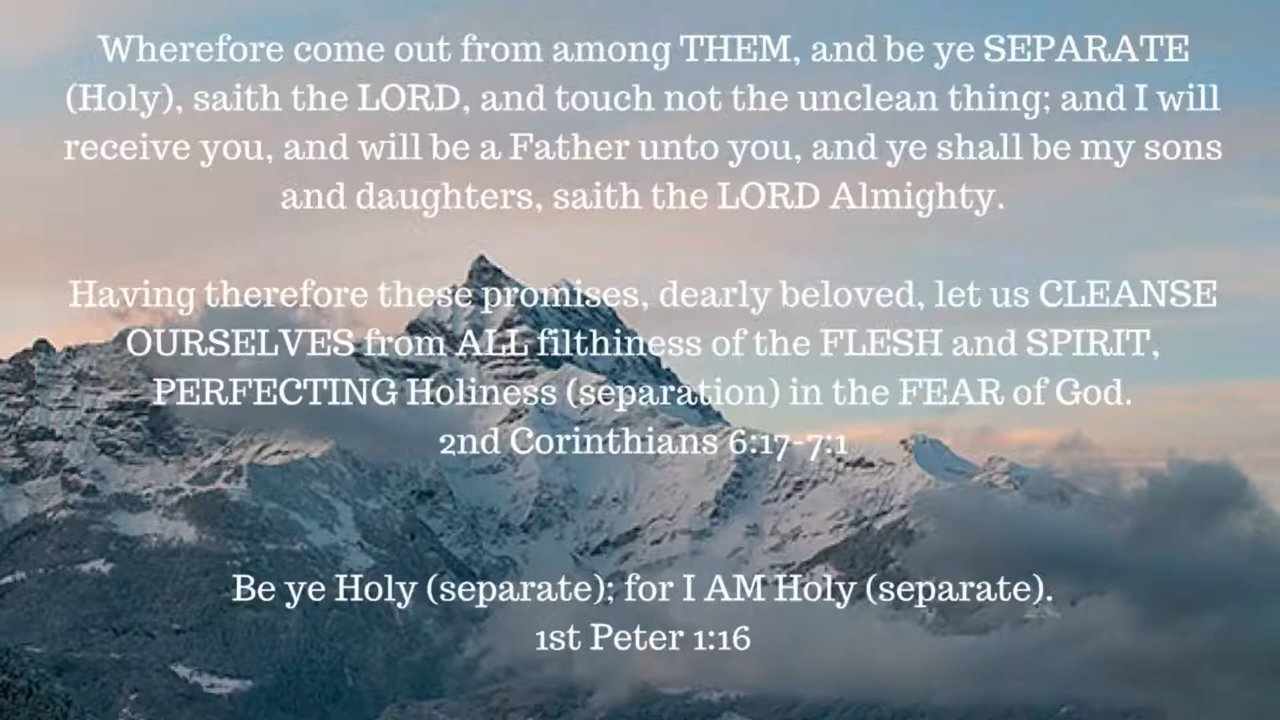 Wherefore come out from among THEM, and be ye SEPARATE
(Holy), saith the LORD, and touch not the unclean thing; and I will
receive you, and will be a Father unto you, and ye shall be my sons
and daughters, saith the LORD Almighty.
Having therefore these promises, dearly beloved, let us CLEANSE
OURSELVES from ALL filthiness of the FLESH and SPIRIT,
PERFECTING Holiness (separation) in the FEAR of God.
2nd Corinthians 6:17-7:1
Be ye Holy (separate); for I AM Holy (separate).
1st Peter 1:16